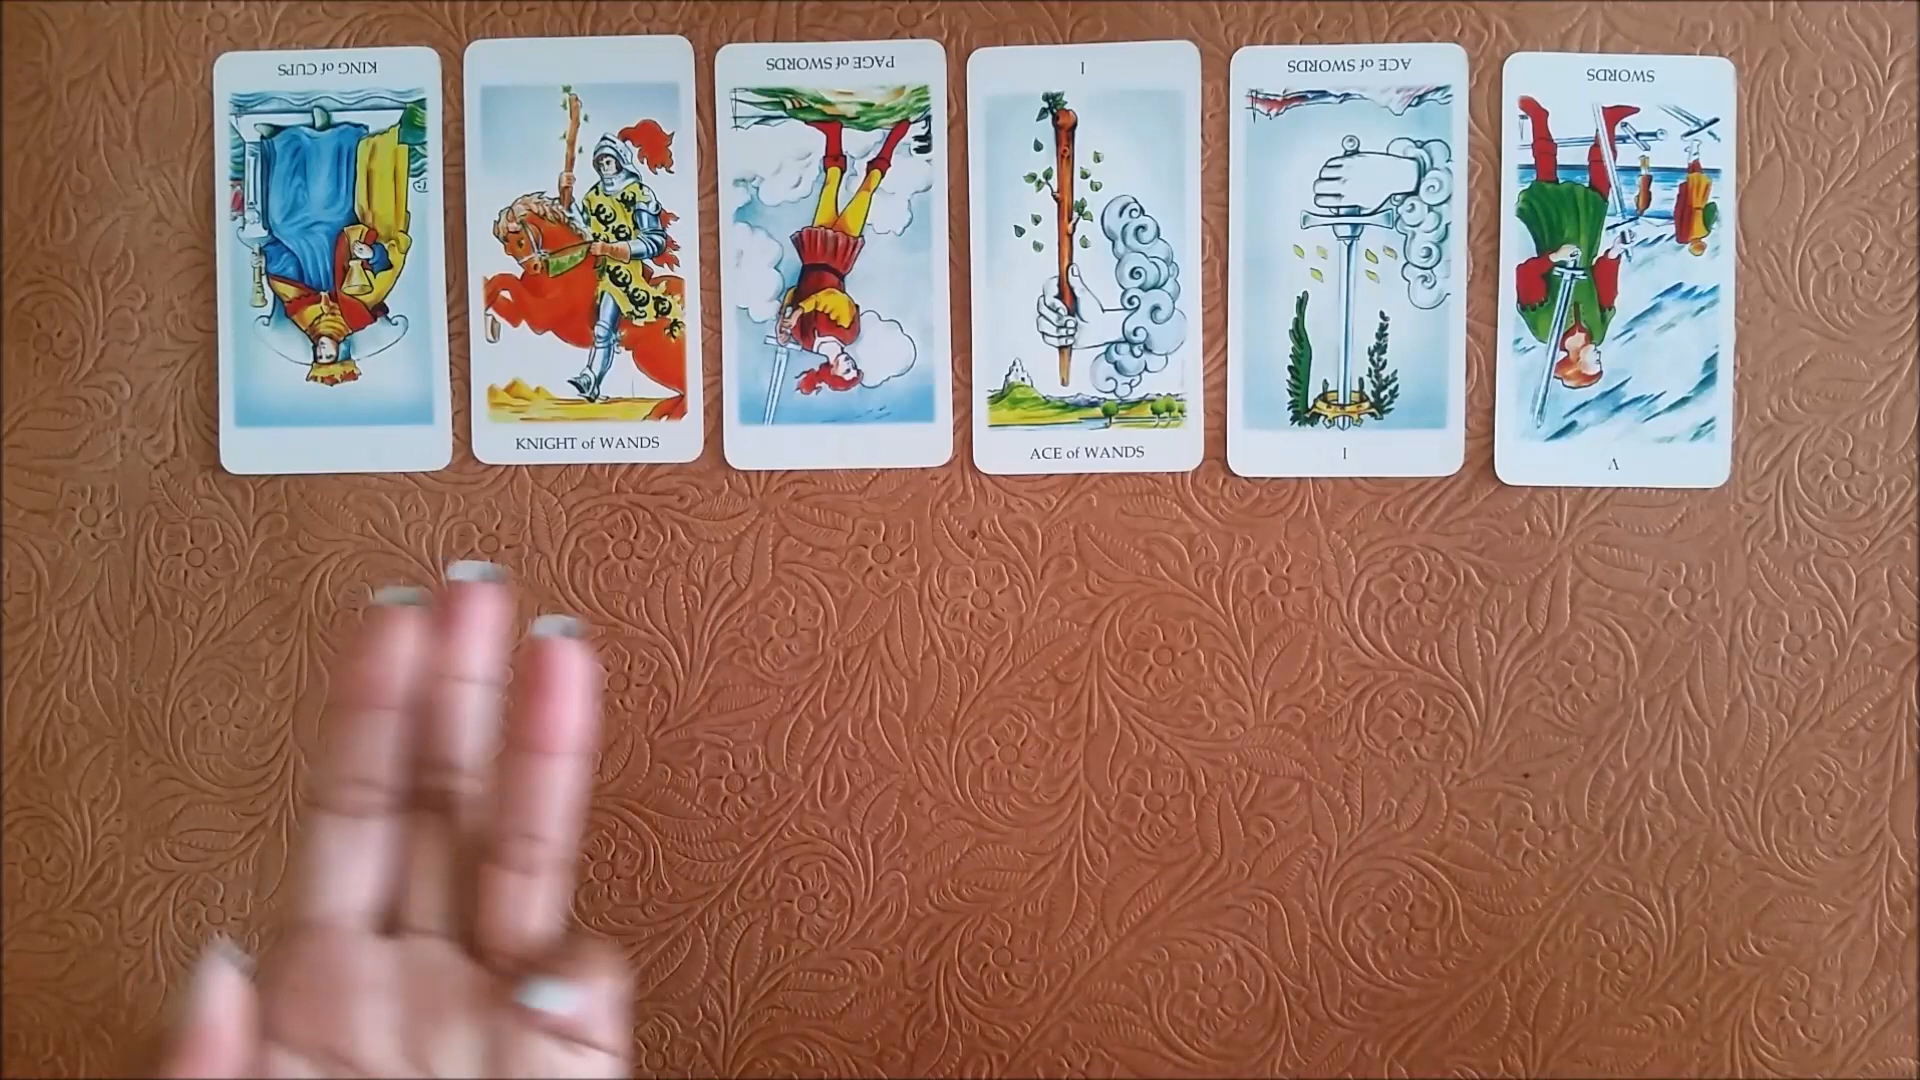 KING of CUPS
KNIGHT of WANDS
PAGE of SWORDS
I
ACE of WANDS
ACE of SWORDS
I
SWORDS
V